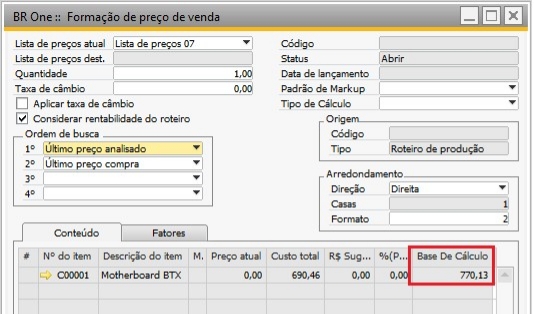 BR One :: Formação de preço de venda
Lista de preços atual Lista de preços 07
Lista de preços dest.
Quantidade 1,00
Taxa de câmbio 0,00
Aplicar taxa de câmbio
Considerar rentabilidade do roteiro
Ordem de busca
1º Último preço analisado
2º Último preço compra
3º
4º
Código
Status Abrir
Data de lançamento
Padrão de Markup
Tipo de Cálculo
Origem
Código
Tipo Roteiro de produção
Arredondamento
Direção Direita
Casas 1
Formato 2
Conteúdo Fatores
# Nº do item Descrição do item M. Preço atual Custo total R$ Sug... %(P... Base De Cálculo
C00001 Motherboard BTX 0,00 690,46 0,00 0,00 770,13